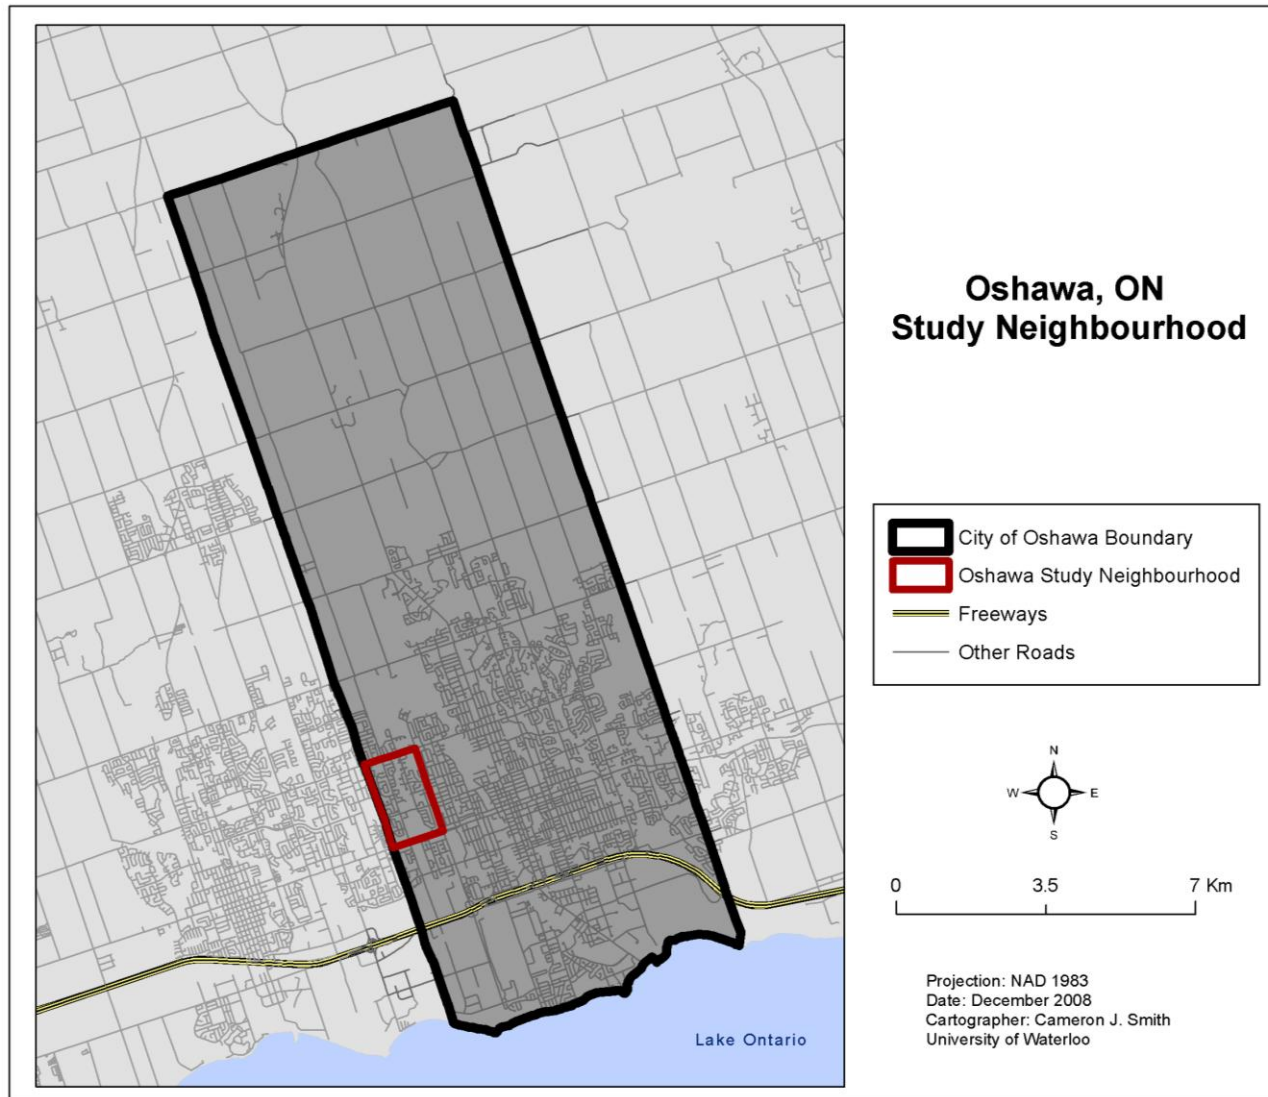 Oshawa, ON
Study Neighbourhood
City of Oshawa Boundary
Oshawa Study Neighbourhood
Freeways
Other Roads
N
W E
S
0 3.5 7 Km
Projection: NAD 1983
Date: December 2008
Cartographer: Cameron J. Smith
University of Waterloo
Lake Ontario